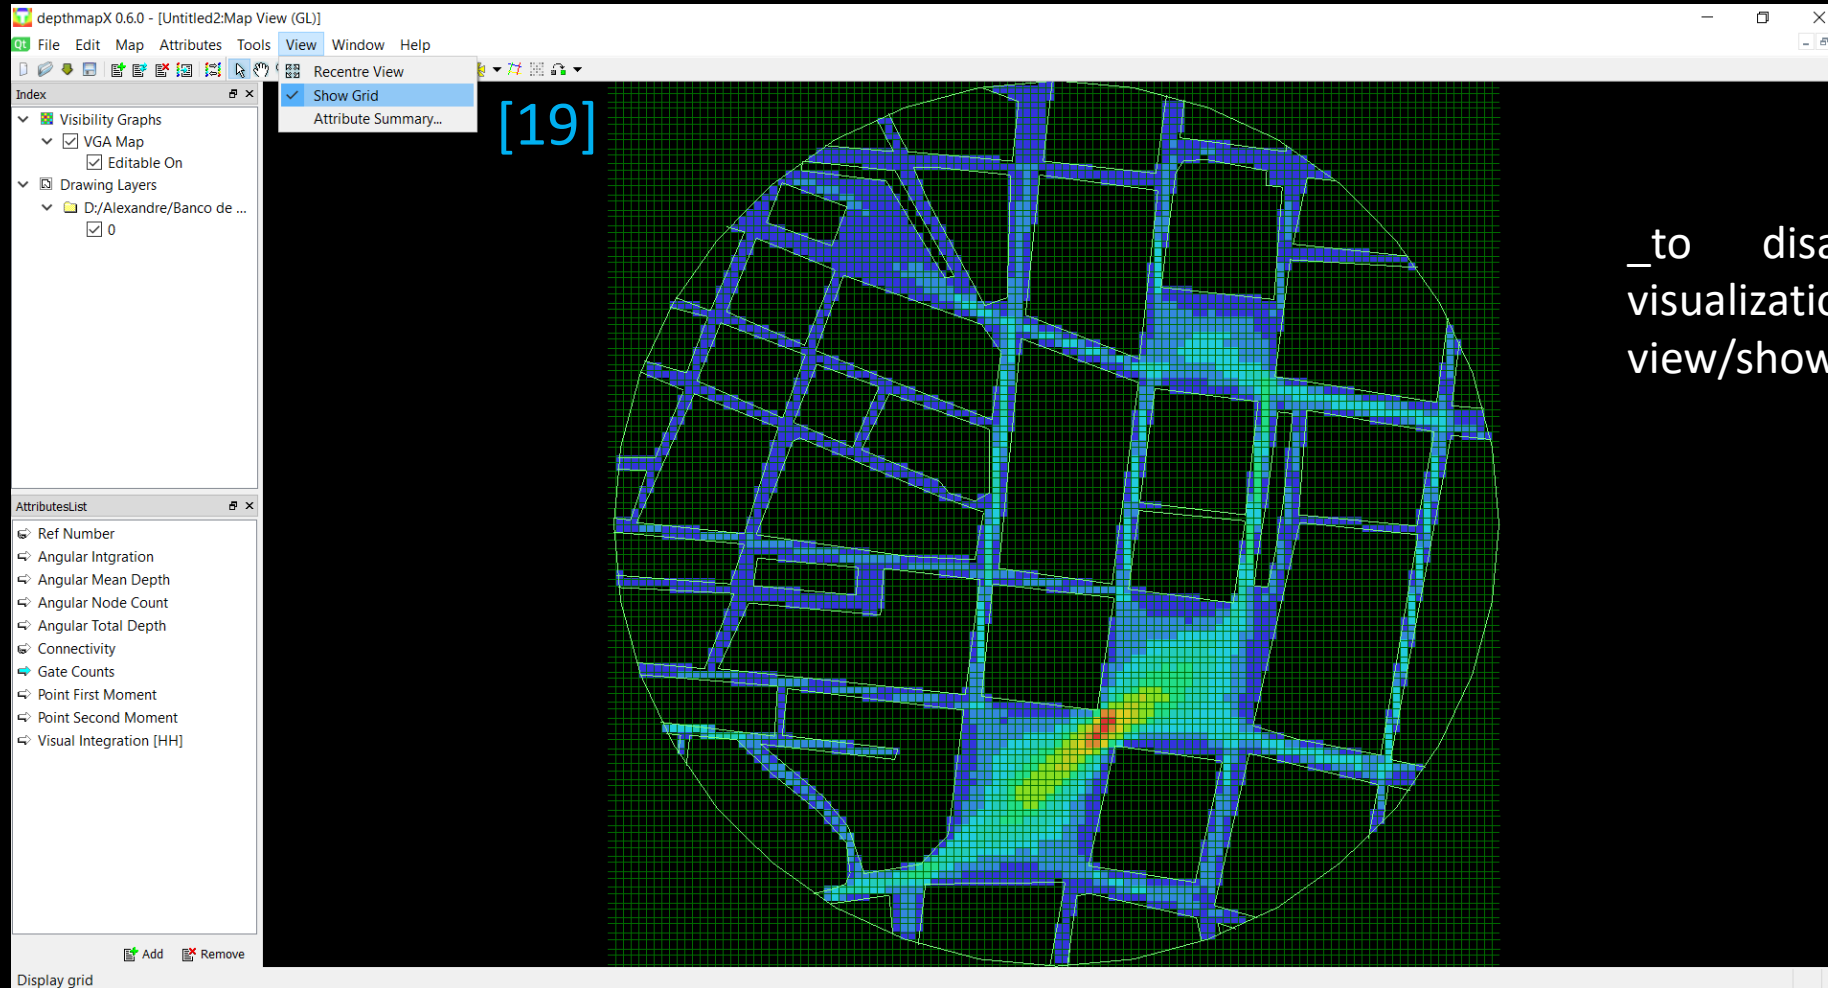 depthmapX 0.6.0 - [Untitled2:Map View (GL)]
File Edit Map Attributes Tools View Window Help
Recentre View
Show Grid
Attribute Summary...
[19]
Index
Visibility Graphs
VGA Map
Editable On
Drawing Layers
D:/Alexandre/Banco de ...
0
_to
visualizatio
view/show
AttributesList
Ref Number
Angular Intgration
Angular Mean Depth
Angular Node Count
Angular Total Depth
Connectivity
Gate Counts
Point First Moment
Point Second Moment
Visual Integration [HH]
Add Remove
Display grid